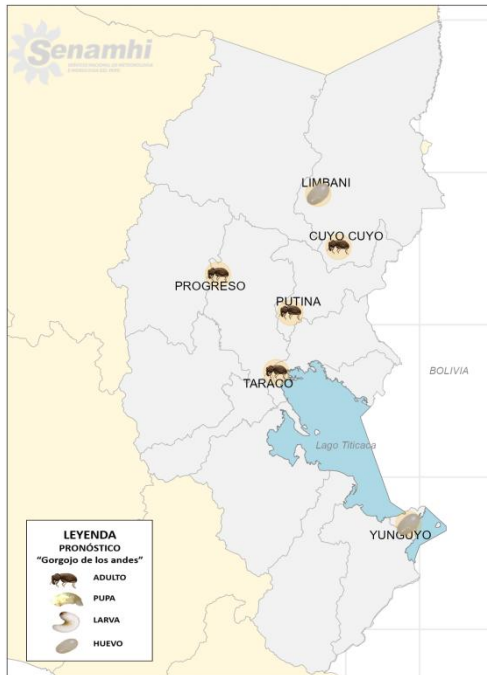 Senamhi
LIMBANI
CUYO CUYO
PROGRESO
PUTINA
TARACO
BOLIVIA
Lago Titicaca
YUNGUYO
LEYENDA
PRONÓSTICO
"Gorgojo de los andes"
ADULTO
PUPA
LARVA
HUEVO